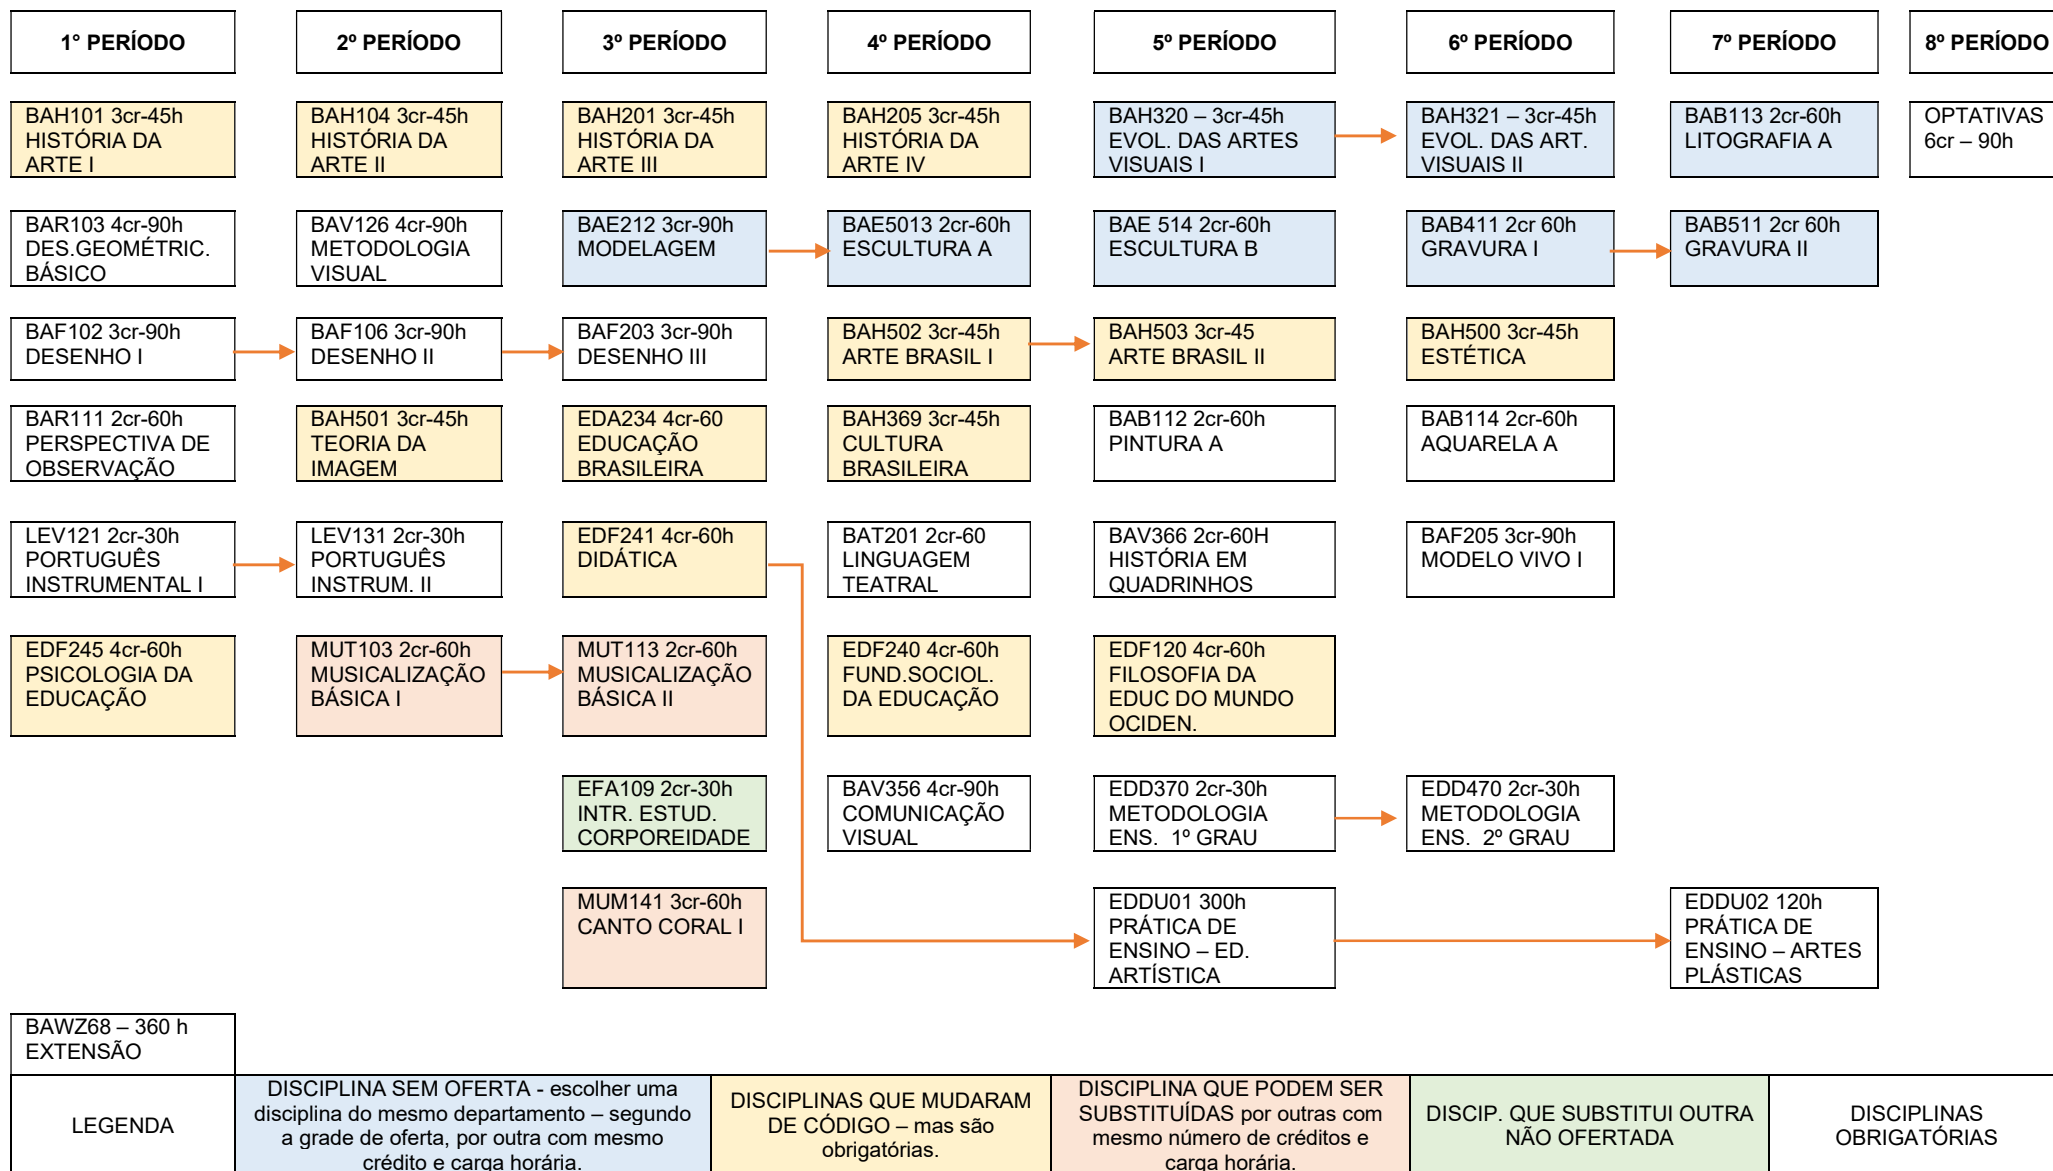 1° PERÍODO
2º PERÍODO
3º PERÍODO
4º PERÍODO
5º PERÍODO
6º PERÍODO
7º PERÍODO
8º PERÍODO
BAH101 3cr-45h
HISTÓRIA DA
ARTE I
BAH104 3cr-45h
HISTÓRIA DA
ARTE II
BAH201 3cr-45h
HISTÓRIA DA
ARTE III
BAH205 3cr-45h
HISTÓRIA DA
ARTE IV
BAH320 – 3cr-45h
EVOL. DAS ARTES
VISUAIS I
BAH321 – 3cr-45h
EVOL. DAS ART.
VISUAIS II
BAB113 2cr-60h
LITOGRAFIA A
OPTATIVAS
6cr – 90h
BAR103 4cr-90h
DES.GEOMÉTRIC.
BÁSICO
BAV126 4cr-90h
METODOLOGIA
VISUAL
BAE212 3cr-90h
MODELAGEM
BAE5013 2cr-60h
ESCULTURA A
BAE 514 2cr-60h
ESCULTURA B
BAB411 2cr 60h
GRAVURA I
BAB511 2cr 60h
GRAVURA II
BAF102 3cr-90h
DESENHO I
BAF106 3cr-90h
DESENHO II
BAF203 3cr-90h
DESENHO III
BAH502 3cr-45h
ARTE BRASIL I
BAH503 3cr-45
ARTE BRASIL II
BAH500 3cr-45h
ESTÉTICA
BAR111 2cr-60h
PERSPECTIVA DE
OBSERVAÇÃO
BAH501 3cr-45h
TEORIA DA
IMAGEM
EDA234 4cr-60
EDUCAÇÃO
BRASILEIRA
BAH369 3cr-45h
CULTURA
BRASILEIRA
BAB112 2cr-60h
PINTURA A
BAB114 2cr-60h
AQUARELA A
LEV121 2cr-30h
PORTUGUÊS
INSTRUMENTAL I
LEV131 2cr-30h
PORTUGUÊS
INSTRUM. II
EDF241 4cr-60h
DIDÁTICA
BAT201 2cr-60
LINGUAGEM
TEATRAL
BAV366 2cr-60H
HISTÓRIA EM
QUADRINHOS
BAF205 3cr-90h
MODELO VIVO I
EDF245 4cr-60h
PSICOLOGIA DA
EDUCAÇÃO
MUT103 2cr-60h
MUSICALIZAÇÃO
BÁSICA I
MUT113 2cr-60h
MUSICALIZAÇÃO
BÁSICA II
EDF240 4cr-60h
FUND.SOCIOL.
DA EDUCAÇÃO
EDF120 4cr-60h
FILOSOFIA DA
EDUC DO MUNDO
OCIDEN.
EFA109 2cr-30h
INTR. ESTUD.
CORPOREIDADE
BAV356 4cr-90h
COMUNICAÇÃO
VISUAL
EDD370 2cr-30h
METODOLOGIA
ENS. 1º GRAU
EDD470 2cr-30h
METODOLOGIA
ENS. 2º GRAU
MUM141 3cr-60h
CANTO CORAL I
EDDU01 300h
PRÁTICA DE
ENSINO – ED.
ARTÍSTICA
EDDU02 120h
PRÁTICA DE
ENSINO – ARTES
PLÁSTICAS
BAWZ68 – 360 h
EXTENSÃO
LEGENDA
DISCIPLINA SEM OFERTA - escolher uma
disciplina do mesmo departamento – segundo
a grade de oferta, por outra com mesmo
crédito e carga horária.
DISCIPLINAS QUE MUDARAM
DE CÓDIGO – mas são
obrigatórias.
DISCIPLINA QUE PODEM SER
SUBSTITUÍDAS por outras com
mesmo número de créditos e
carga horária.
DISCIP. QUE SUBSTITUI OUTRA
NÃO OFERTADA
DISCIPLINAS
OBRIGATÓRIAS